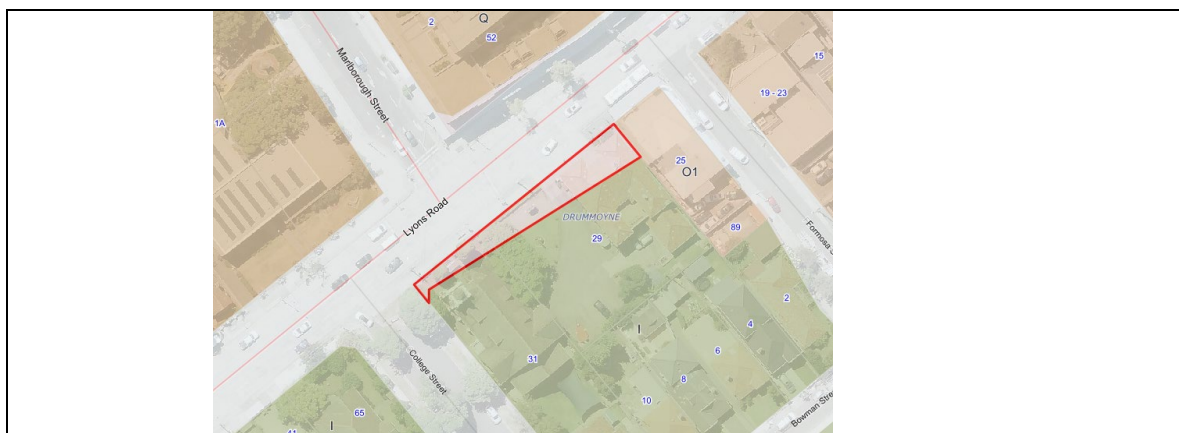 2
Q
52
15
Marlborough Street
19 - 23
1A
25
O1
Lyons Road
DRUMMOYNE
29
89
Formosa S
2
I
4
31
6
College Street
8
10
65
Bowman Stre
I